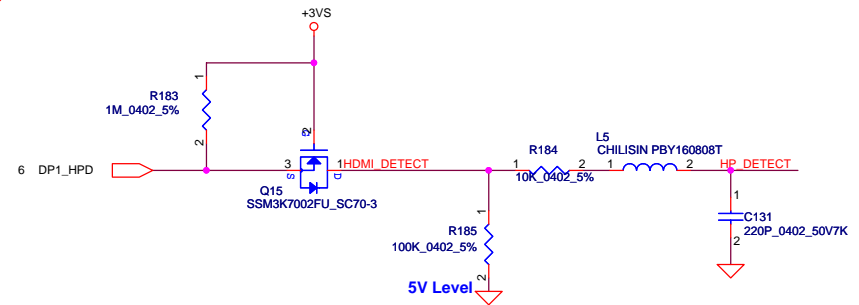 +3VS
1
R183
1M_0402_5%
2
2
G
6 DP1_HPD
3
S
1
D
HDMI_DETECT
Q15
SSM3K7002FU_SC70-3
R184
1
2
10K_0402_5%
L5
CHILISIN PBY160808T
1
2
HP_DETECT
1
R185
100K_0402_5%
2
5V Level
1
C131
220P_0402_50V7K
2